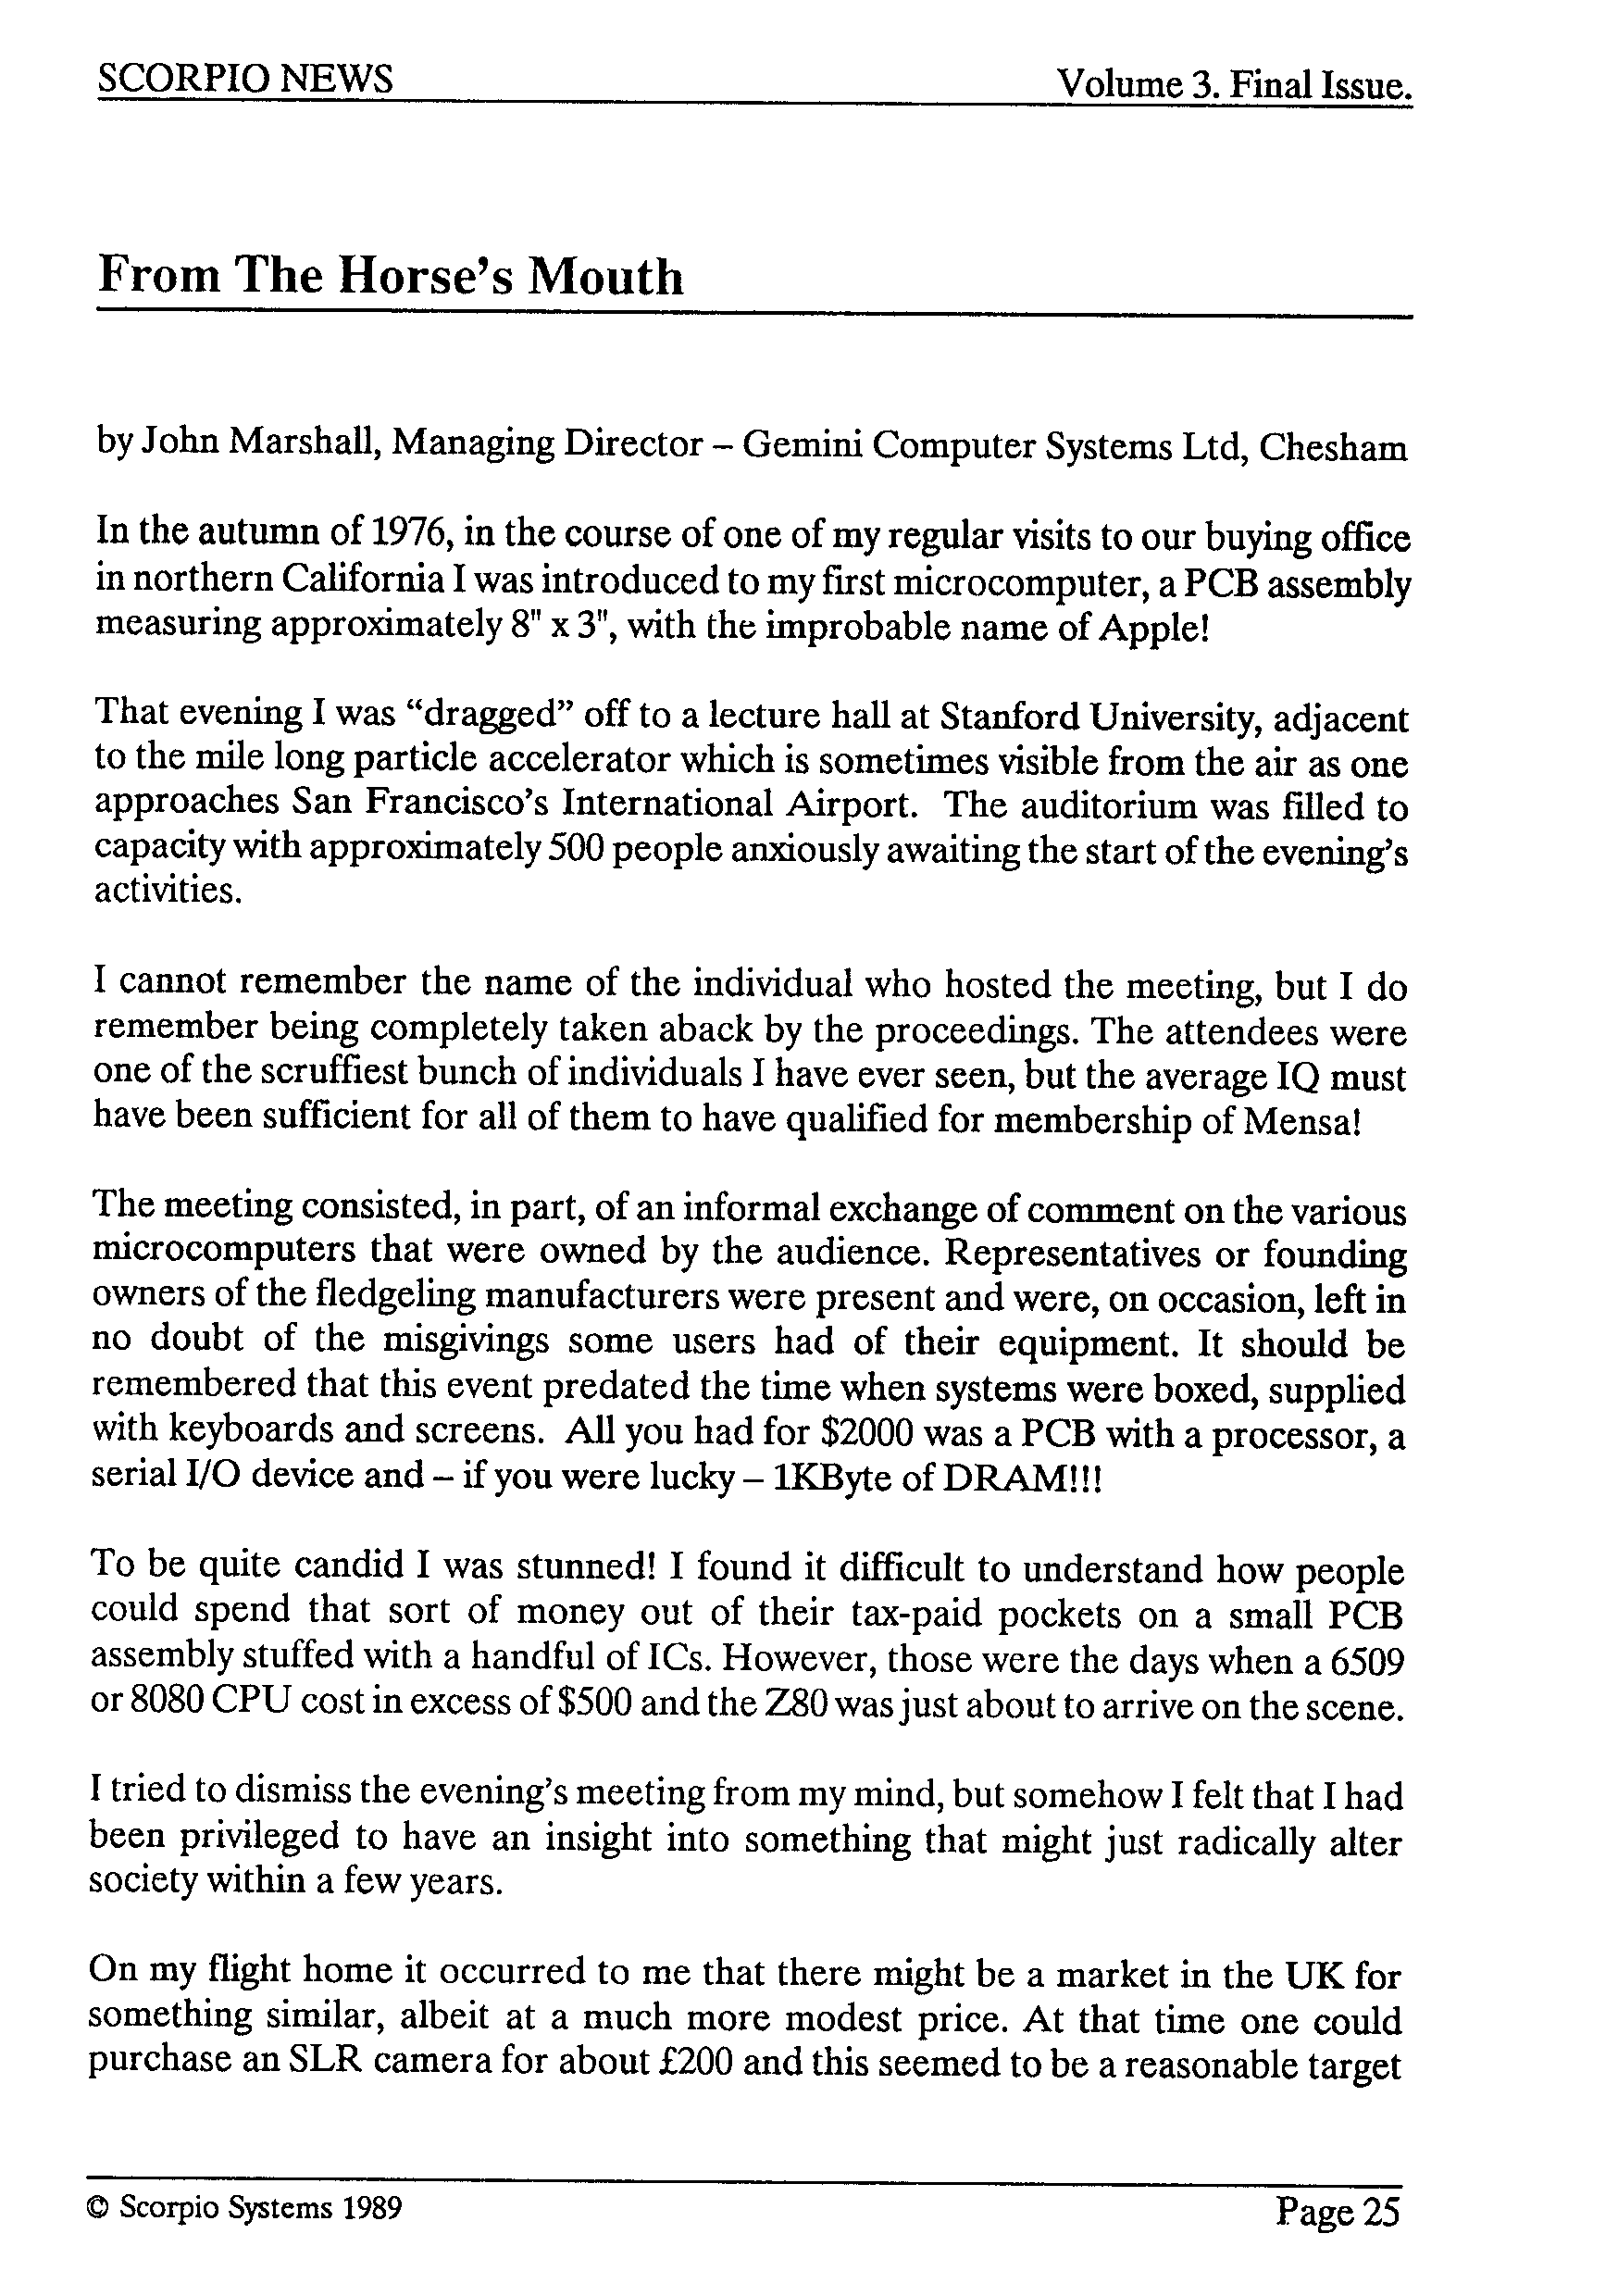 SCORPIO NEWS Volume 3. Final Issue.
From The Horse's Mouth
by John Marshall, Managing Director – Gemini Computer Systems Ltd, Chesham
In the autumn of 1976, in the course of one of my regular visits to our buying office
in northern California I was introduced to my first microcomputer, a PCB assembly
measuring approximately 8" x 3", with the improbable name of Apple!
That evening I was “dragged” off to a lecture hall at Stanford University, adjacent
to the mile long particle accelerator which is sometimes visible from the air as one
approaches San Francisco's International Airport. The auditorium was filled to
capacity with approximately 500 people anxiously awaiting the start of the evening's
activities.
I cannot remember the name of the individual who hosted the meeting, but I do
remember being completely taken aback by the proceedings. The attendees were
one of the scruffiest bunch of individuals I have ever seen, but the average IQ must
have been sufficient for all of them to have qualified for membership of Mensa!
The meeting consisted, in part, of an informal exchange of comment on the various
microcomputers that were owned by the audience. Representatives or founding
owners of the fledgeling manufacturers were present and were, on occasion, left in
no doubt of the misgivings some users had of their equipment. It should be
remembered that this event predated the time when systems were boxed, supplied
with keyboards and screens. All you had for $2000 was a PCB with a processor, a
serial I/O device and – if you were lucky – 1KByte of DRAM!!!
To be quite candid I was stunned! I found it difficult to understand how people
could spend that sort of money out of their tax-paid pockets on a small PCB
assembly stuffed with a handful of ICs. However, those were the days when a 6509
or 8080 CPU cost in excess of $500 and the Z80 was just about to arrive on the scene.
I tried to dismiss the evening's meeting from my mind, but somehow I felt that I had
been privileged to have an insight into something that might just radically alter
society within a few years.
On my flight home it occurred to me that there might be a market in the UK for
something similar, albeit at a much more modest price. At that time one could
purchase an SLR camera for about £200 and this seemed to be a reasonable target
© Scorpio Systems 1989 Page 25